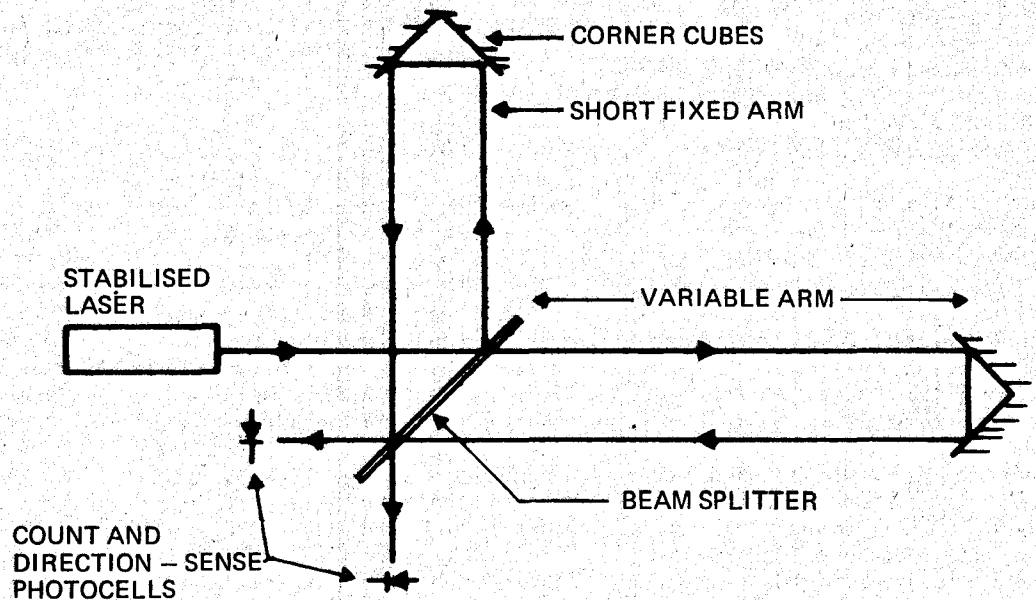 CORNER CUBES
SHORT FIXED ARM
STABILISED
LASER
VARIABLE ARM
BEAM SPLITTER
COUNT AND
DIRECTION – SENSE
PHOTOCELLS